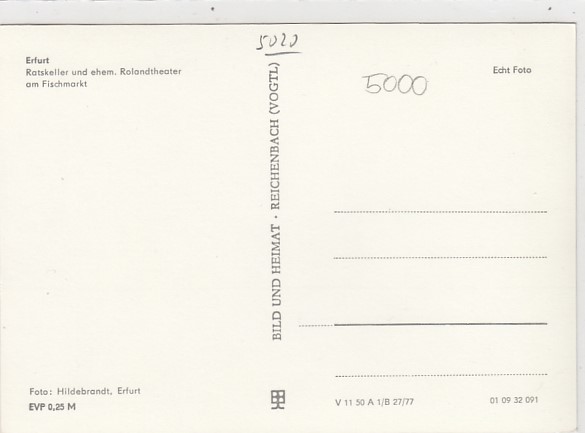 Erfurt
Ratskeller und ehem. Rolandtheater
am Fischmarkt
5020
BILD UND HEIMAT · REICHENBACH (VOGTL)
5000
Echt Foto
Foto: Hildebrandt, Erfurt
EVP 0,25 M
V 11 50 A 1/B 27/77
01 09 32 091